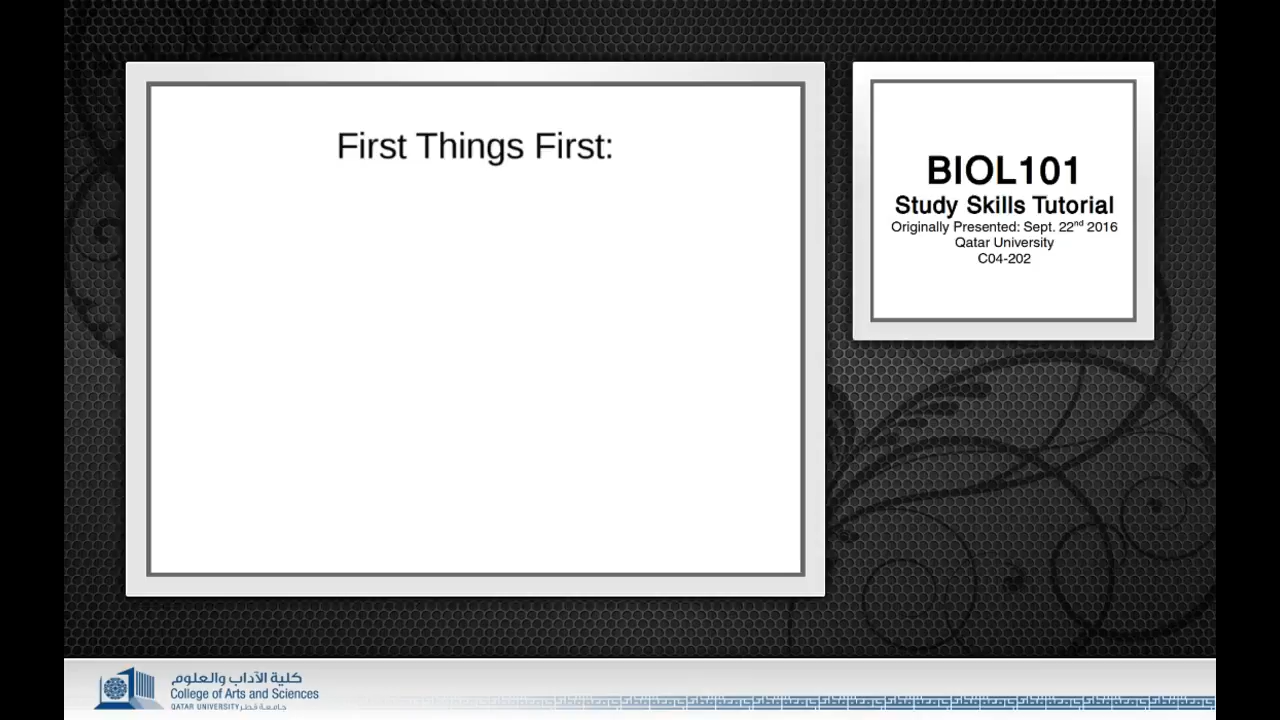 First Things First:
BIOL101
Study Skills Tutorial
Originally Presented: Sept. 22nd 2016
Qatar University
C04-202
كلية الآداب والعلوم
College of Arts and Sciences
QATAR UNIVERSITY جامعة قطر